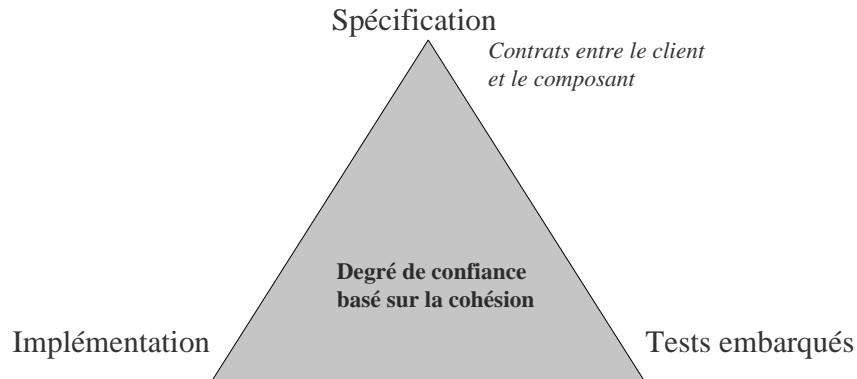 Spécification
Contrats entre le client
et le composant
Degré de confiance
basé sur la cohésion
Implémentation
Tests embarqués